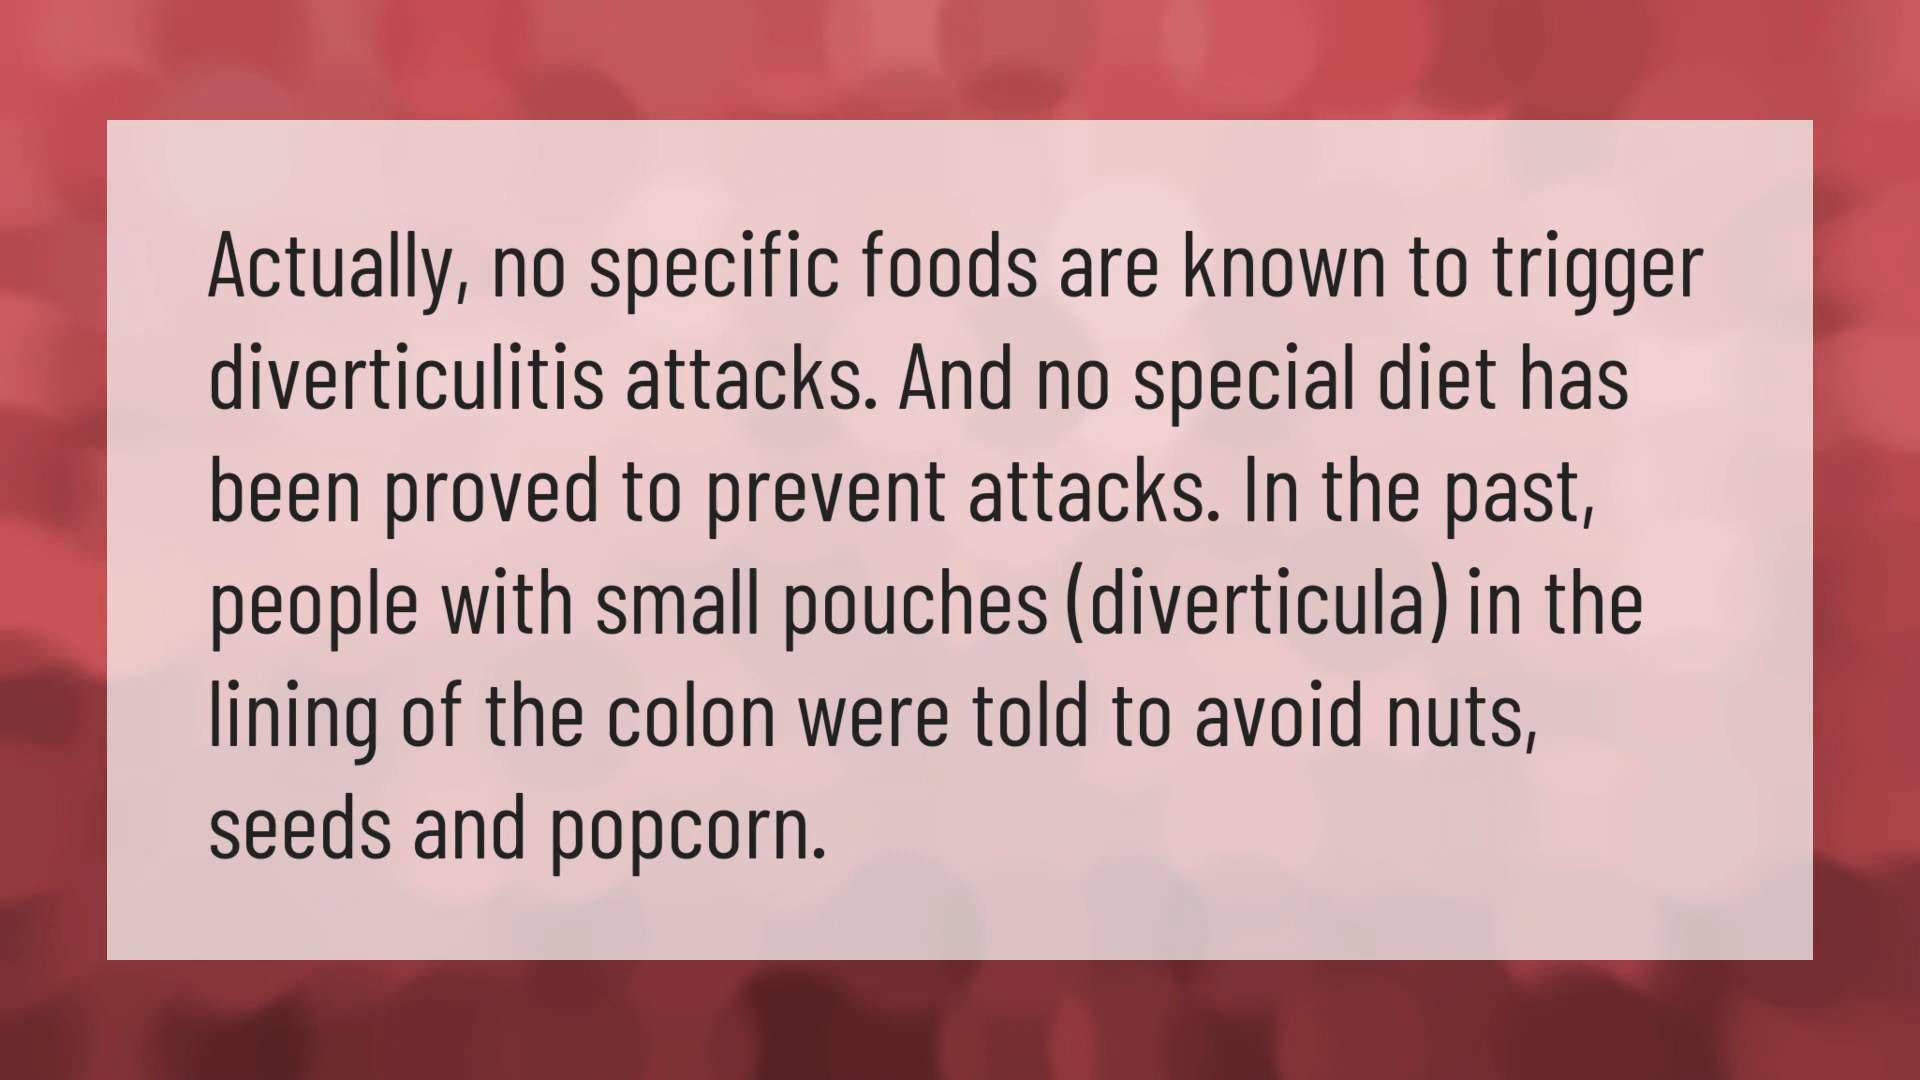 Actually, no specific foods are known to trigger
diverticulitis attacks. And no special diet has
been proved to prevent attacks. In the past,
people with small pouches (diverticula) in the
lining of the colon were told to avoid nuts,
seeds and popcorn.